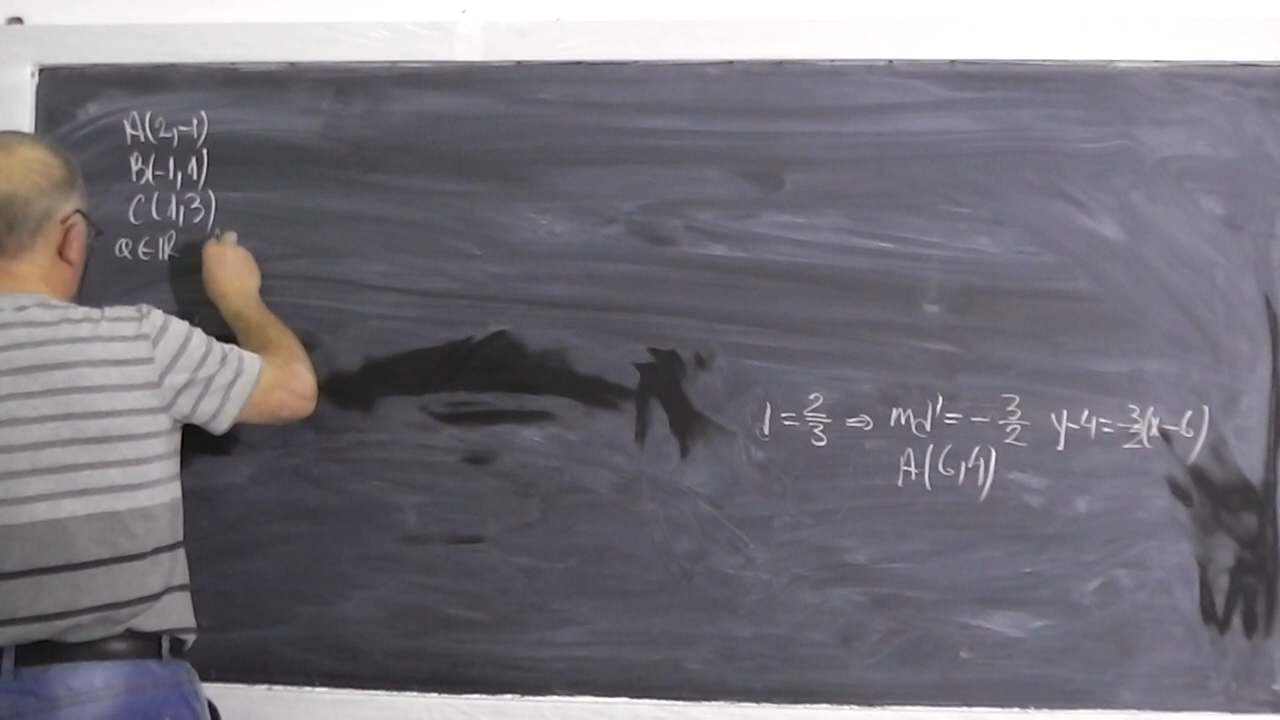 A(2,-1)
B(-1,1)
C(1,3)
a∈ℝ
d = 2/3 ⇒ md' = - 3/2 y-4 = -3/2(x-6)
A(6,4)